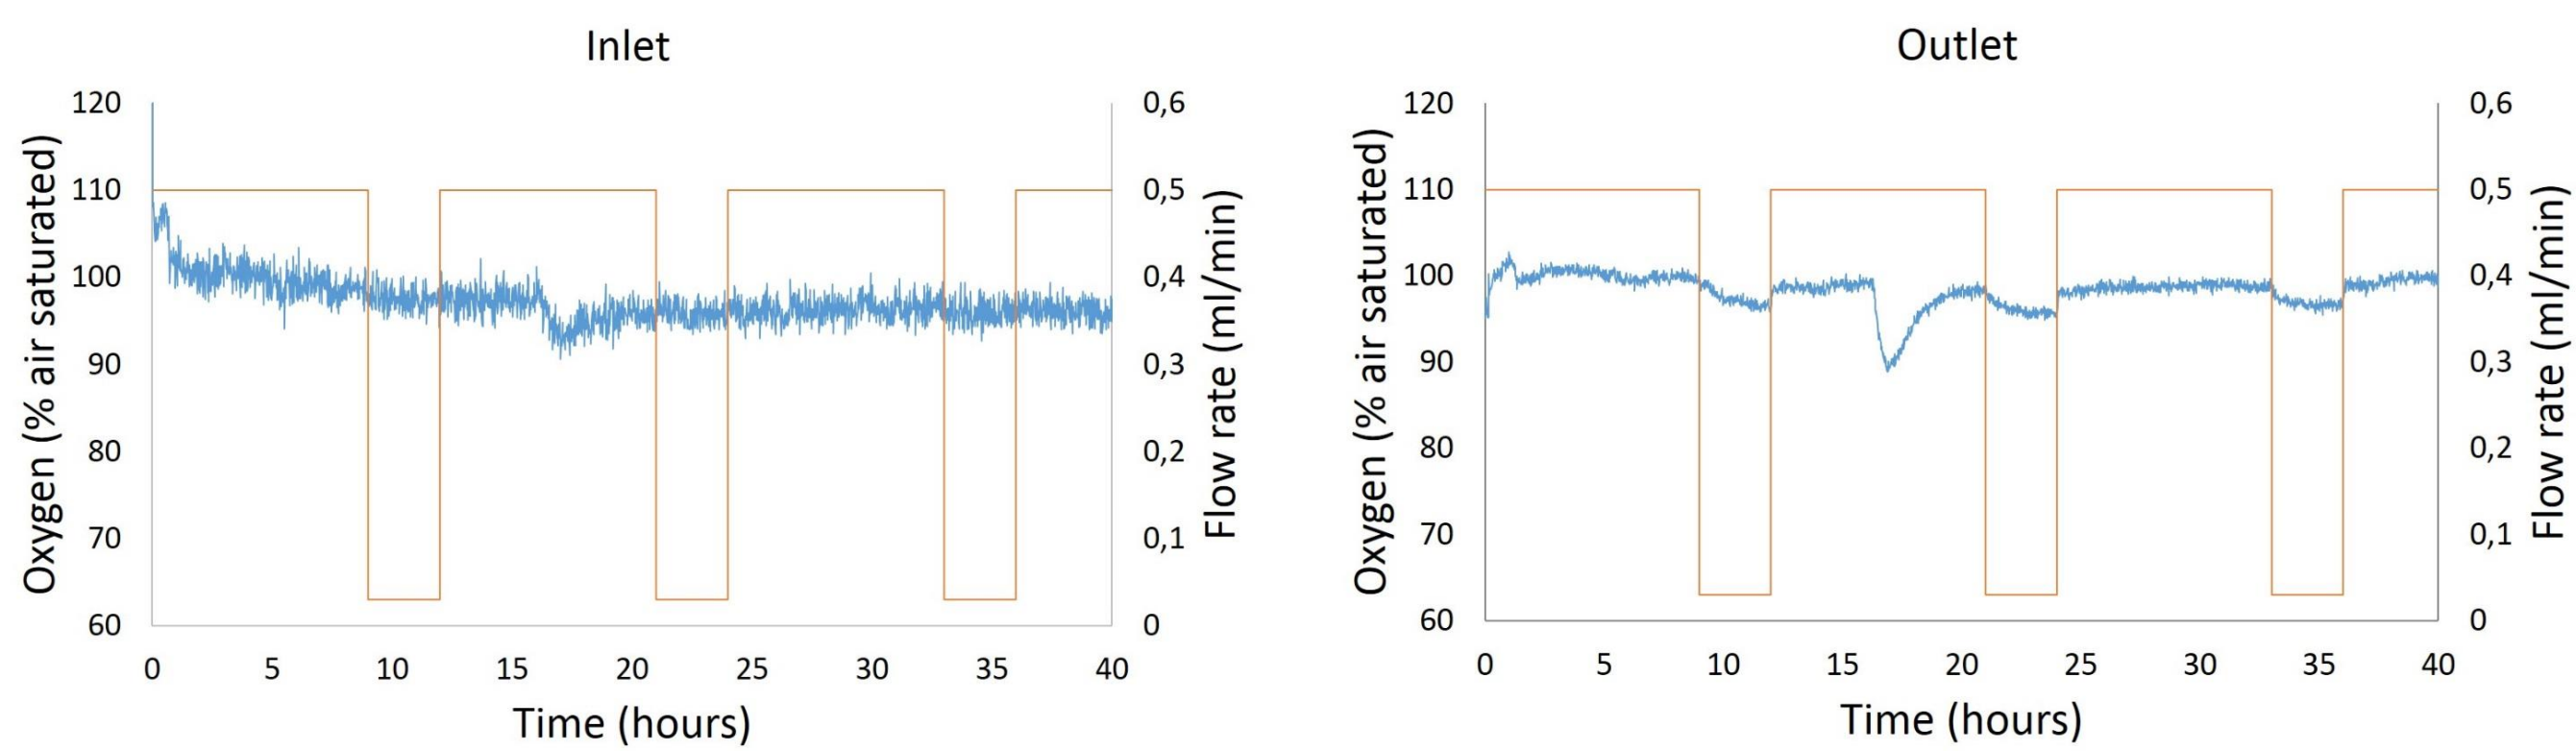 Inlet
Oxygen (% air saturated)
120
110
100
90
80
70
60
0,6
0,5
0,4
0,3
0,2
0,1
0
Flow rate (ml/min)
0 5 10 15 20 25 30 35 40
Time (hours)
Outlet
Oxygen (% air saturated)
120
110
100
90
80
70
60
0,6
0,5
0,4
0,3
0,2
0,1
0
Flow rate (ml/min)
0 5 10 15 20 25 30 35 40
Time (hours)